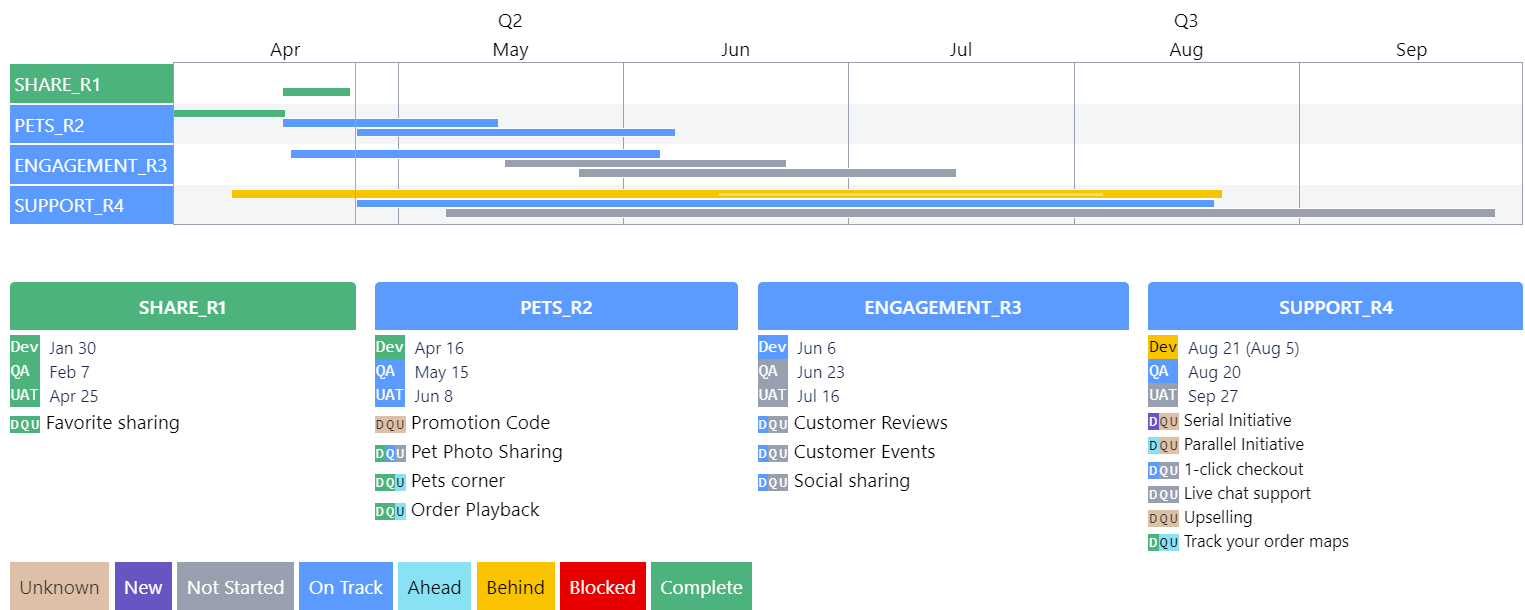 Q2 Q3
Apr May Jun Jul Aug Sep
SHARE_R1
PETS_R2
ENGAGEMENT_R3
SUPPORT_R4
SHARE_R1
Dev Jan 30
QA Feb 7
UAT Apr 25
DQU Favorite sharing
PETS_R2
Dev Apr 16
QA May 15
UAT Jun 8
DQU Promotion Code
DQU Pet Photo Sharing
DQU Pets corner
DQU Order Playback
ENGAGEMENT_R3
Dev Jun 6
QA Jun 23
UAT Jul 16
DQU Customer Reviews
DQU Customer Events
DQU Social sharing
SUPPORT_R4
Dev Aug 21 (Aug 5)
QA Aug 20
UAT Sep 27
DQU Serial Initiative
DQU Parallel Initiative
DQU 1-click checkout
DQU Live chat support
DQU Upselling
DQU Track your order maps
Unknown New Not Started On Track Ahead Behind Blocked Complete